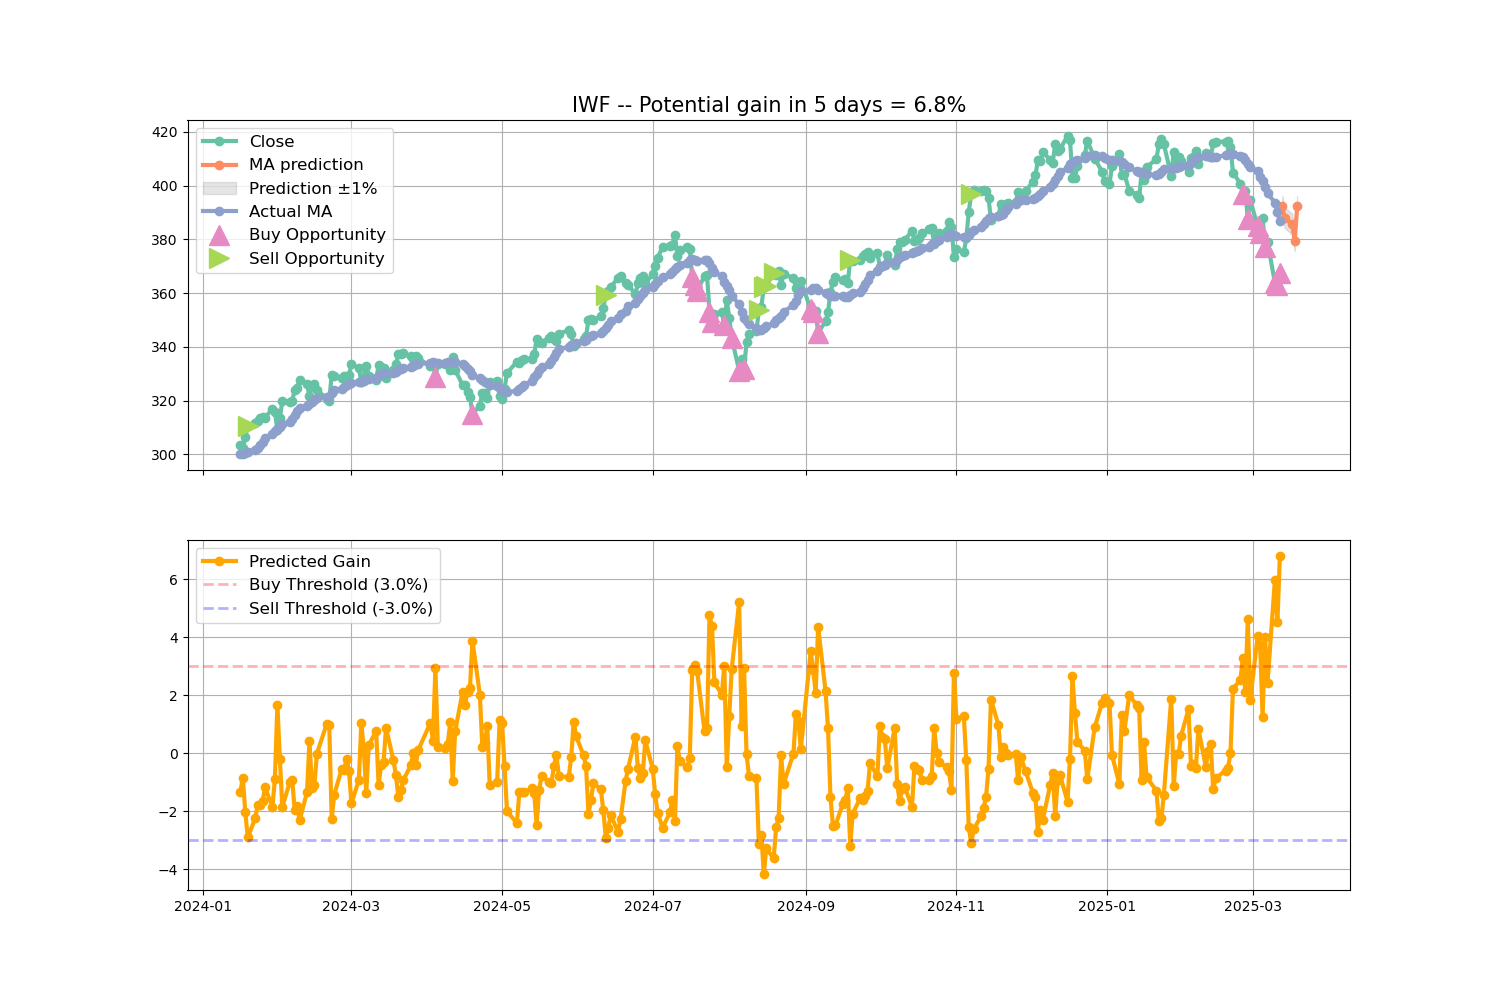 IWF -- Potential gain in 5 days = 6.8%
420
400
380
360
340
320
300
Close
MA prediction
Prediction ±1%
Actual MA
Buy Opportunity
Sell Opportunity
6
4
2
0
−2
−4
Predicted Gain
Buy Threshold (3.0%)
Sell Threshold (-3.0%)
2024-01 2024-03 2024-05 2024-07 2024-09 2024-11 2025-01 2025-03